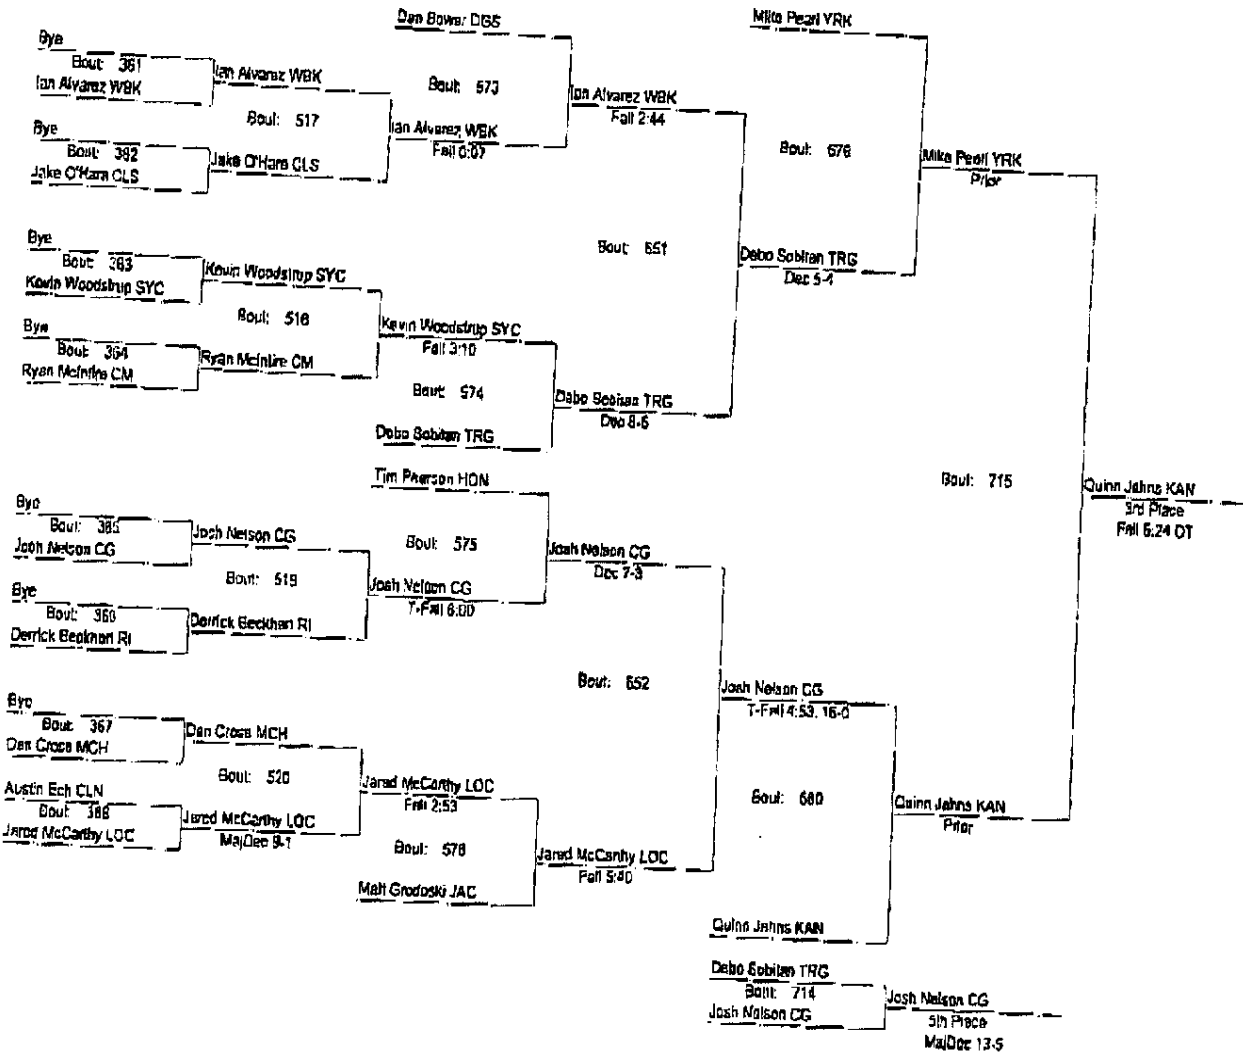 Dan Bowar DGS
Mike Pearl YRK
Bye
Bout: 361
Ian Alvarez WBK
Ian Alvarez WBK
Bout: 573
Ian Alvarez WBK
Fall 2:44
Bout: 517
Ian Alvarez WBK
Fall 0:07
Bye
Bout: 362
Jake O'Hara CLS
Jake O'Hara CLS
Bout: 678
Mike Pearl YRK
Prior
Bye
Bout: 363
Kevin Woodstrup SYC
Kevin Woodstrup SYC
Bout: 651
Debo Sobitan TRG
Dec 5-4
Bout: 518
Kevin Woodstrup SYC
Fall 3:10
Bye
Bout: 364
Ryan McIntire CM
Ryan McIntire CM
Bout: 574
Debo Sobitan TRG
Dec 8-6
Debo Sobitan TRG
Tim Pherson HON
Bout: 715
Quinn Jahns KAN
3rd Place
Fall 6:24 OT
Bye
Bout: 365
Josh Nelson CG
Josh Nelson CG
Bout: 575
Josh Nelson CG
Dec 7-3
Bout: 519
Josh Nelson CG
T-Fall 6:00
Bye
Bout: 366
Derrick Beckhan RI
Derrick Beckhan RI
Bout: 652
Josh Nelson CG
T-Fall 4:53, 16-0
Bye
Bout: 367
Dan Cross MCH
Dan Cross MCH
Bout: 520
Jared McCarthy LOC
Fall 2:53
Austin Ech CLN
Bout: 368
Jared McCarthy LOC
Jared McCarthy LOC
MajDec 9-1
Bout: 680
Quinn Jahns KAN
Prior
Bout: 576
Jared McCarthy LOC
Fall 5:40
Matt Grodoski JAC
Quinn Jahns KAN
Debo Sobitan TRG
Bout: 714
Josh Nelson CG
Josh Nelson CG
5th Place
MajDec 13-5